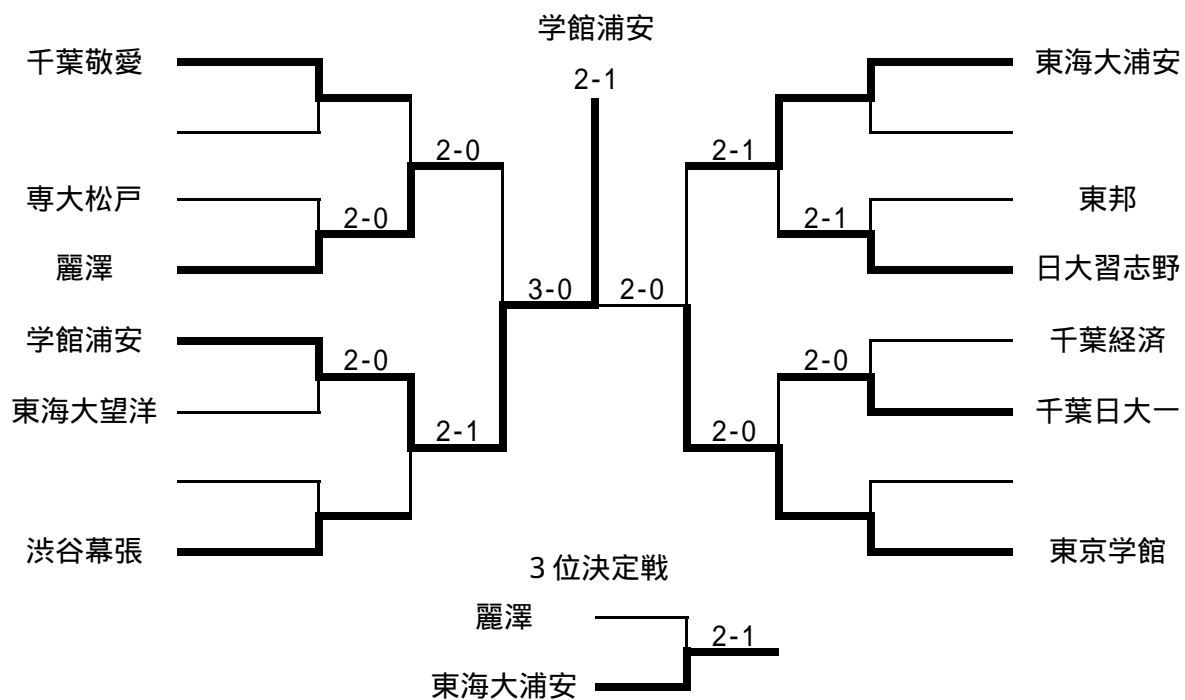 学館浦安
千葉敬愛
2-1
東海大浦安
2-0
2-1
専大松戸
2-0
2-1
東邦
麗澤
日大習志野
3-0
2-0
学館浦安
2-0
2-0
千葉経済
東海大望洋
2-1
2-0
千葉日大一
渋谷幕張
東京学館
3位決定戦
麗澤
2-1
東海大浦安